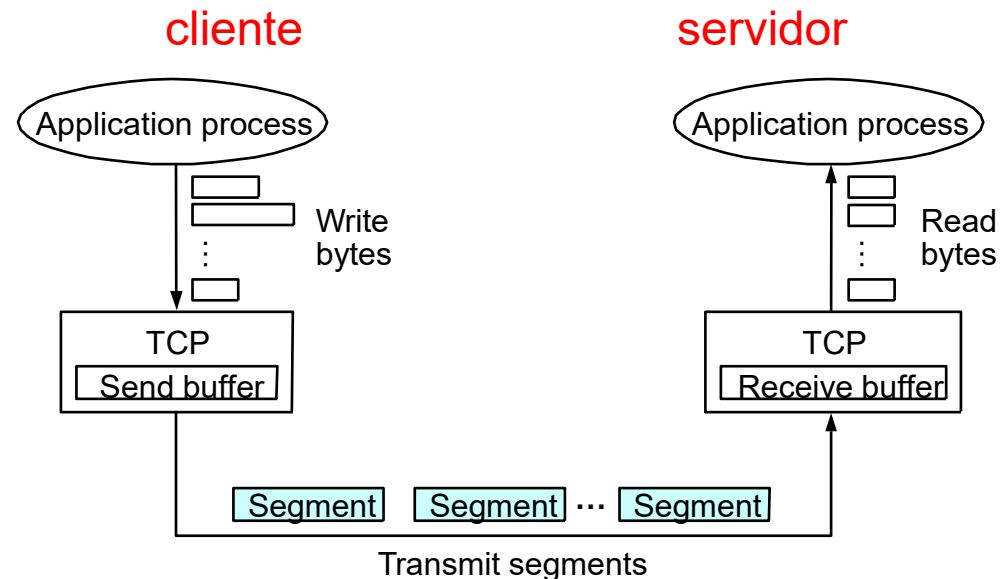 cliente
servidor
Application process
Application process
Write
bytes
⋮
Read
bytes
⋮
TCP
Send buffer
TCP
Receive buffer
Segment Segment … Segment
Transmit segments